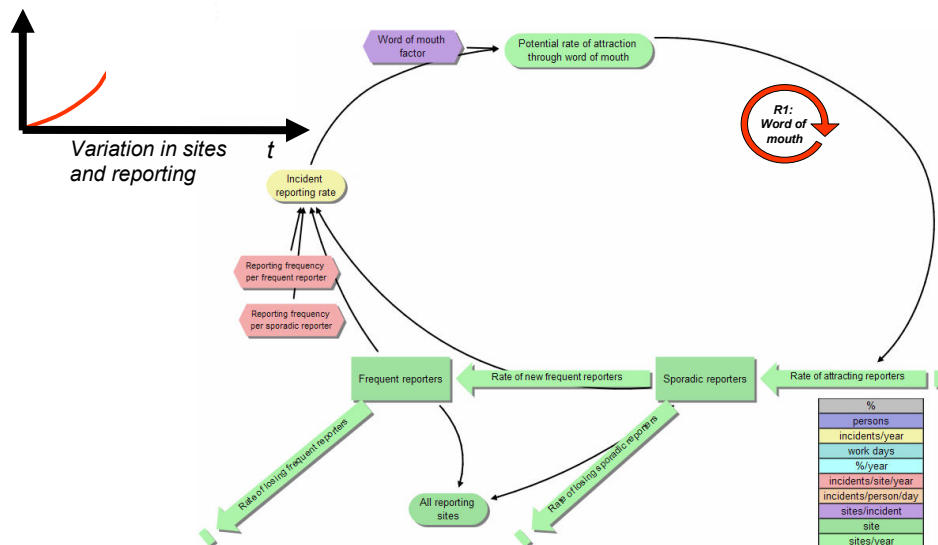 Word of mouth
factor
Potential rate of attraction
through word of mouth
R1:
Word of
mouth
Variation in sites
and reporting
t
Incident
reporting rate
Reporting frequency
per frequent reporter
Reporting frequency
per sporadic reporter
Frequent reporters
Rate of new frequent reporters
Sporadic reporters
Rate of attracting reporters
Rate of losing frequent reporters
Rate of losing sporadic reporters
All reporting
sites
%
persons
incidents/year
work days
%/year
incidents/site/year
incidents/person/day
sites/incident
site
sites/year